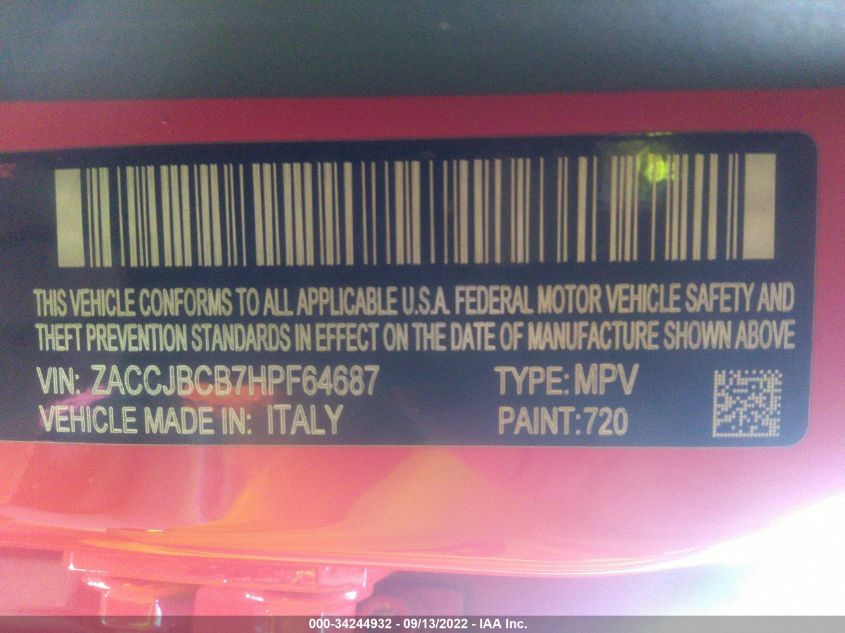 THIS VEHICLE CONFORMS TO ALL APPLICABLE U.S.A. FEDERAL MOTOR VEHICLE SAFETY AND
THEFT PREVENTION STANDARDS IN EFFECT ON THE DATE OF MANUFACTURE SHOWN ABOVE
VIN: ZACCJBCB7HPF64687 TYPE: MPV
VEHICLE MADE IN: ITALY PAINT:720
000-34244932 - 09/13/2022 - IAA Inc.